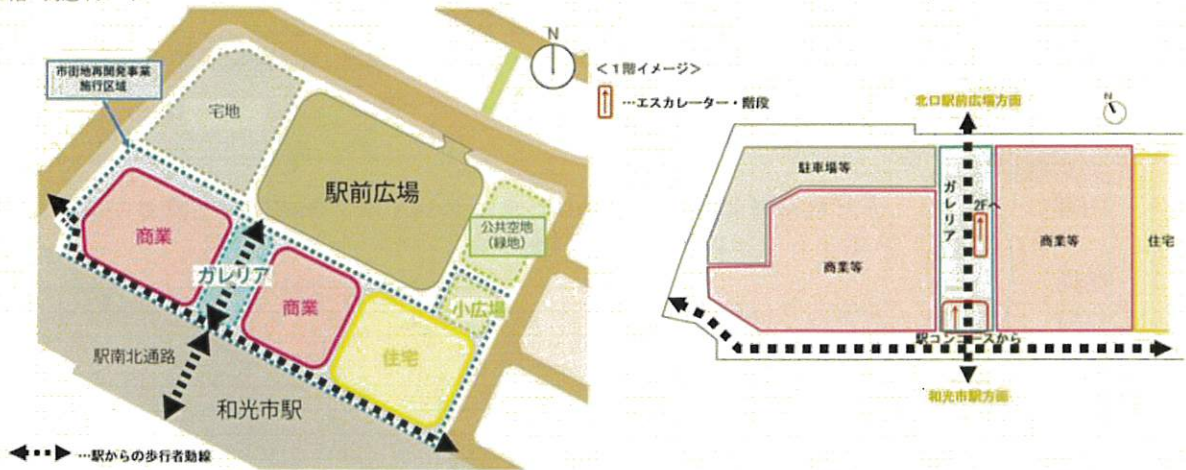 市街地再開発事業
施行区域
N
宅地
駅前広場
公共空地
(緑地)
商業
ガレリア
商業
小広場
住宅
駅南北通路
和光市駅
…駅からの歩行者動線
<1階イメージ>
…エスカレーター・階段
北口駅前広場方面
N
駐車場等
ガレリア
2Fへ
商業等
商業等
住宅
駅コンコースから
和光市駅方面